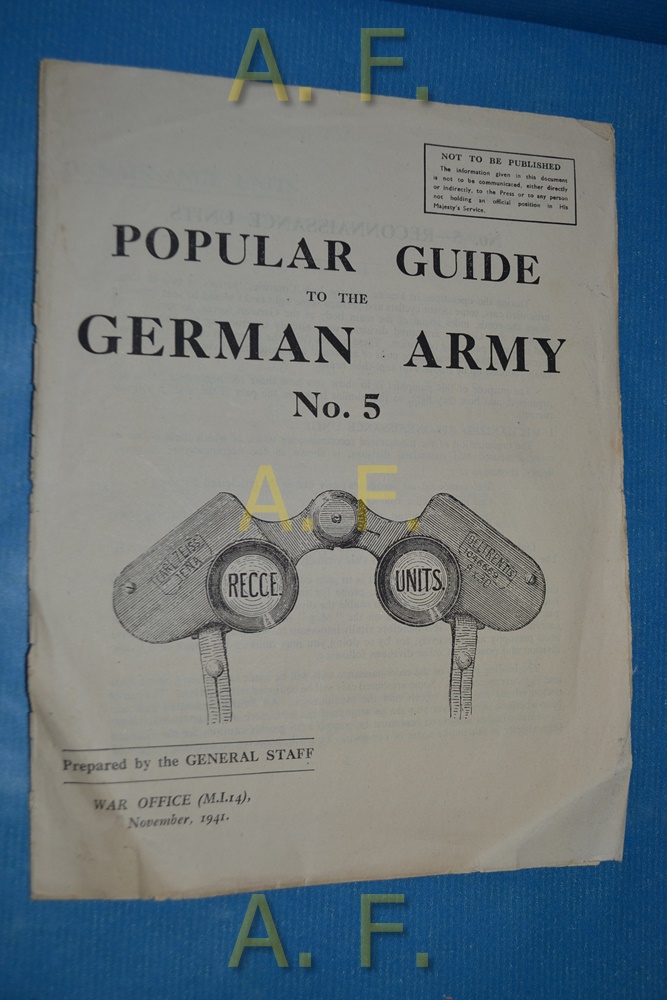 A. F.
NOT TO BE PUBLISHED
The information given in this document
is not to be communicated, either directly
or indirectly, to the Press or to any person
not holding an official position in His
Majesty's Service.
POPULAR GUIDE
TO THE
GERMAN ARMY
No. 5
A. F.
CARL ZEISS
JENA
DELTRENTIS
8 x 30
RECCE.
UNITS.
Prepared by the GENERAL STAFF
WAR OFFICE (M.I.14),
November, 1941.
A. F.